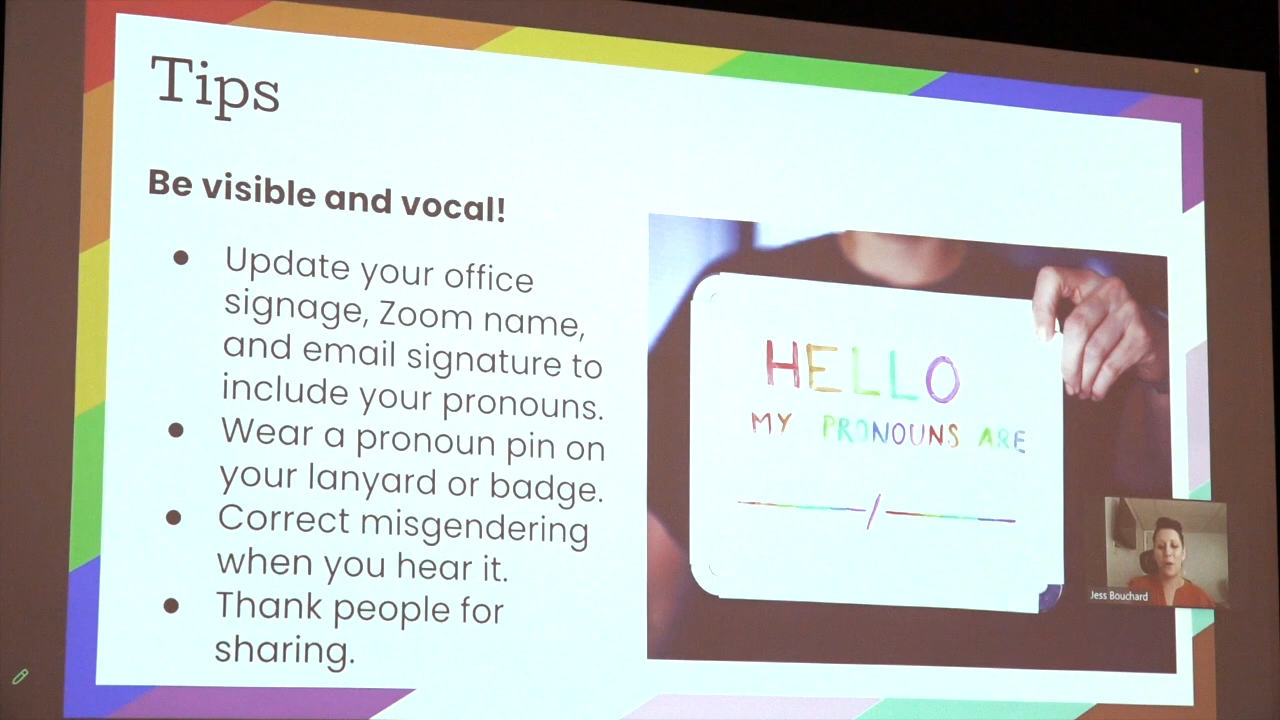 Tips
Be visible and vocal!
● Update your office
signage, Zoom name,
and email signature to
include your pronouns.
● Wear a pronoun pin on
your lanyard or badge.
● Correct misgendering
when you hear it.
● Thank people for
sharing.
HELLO
MY PRONOUNS ARE
/
Jess Bouchard